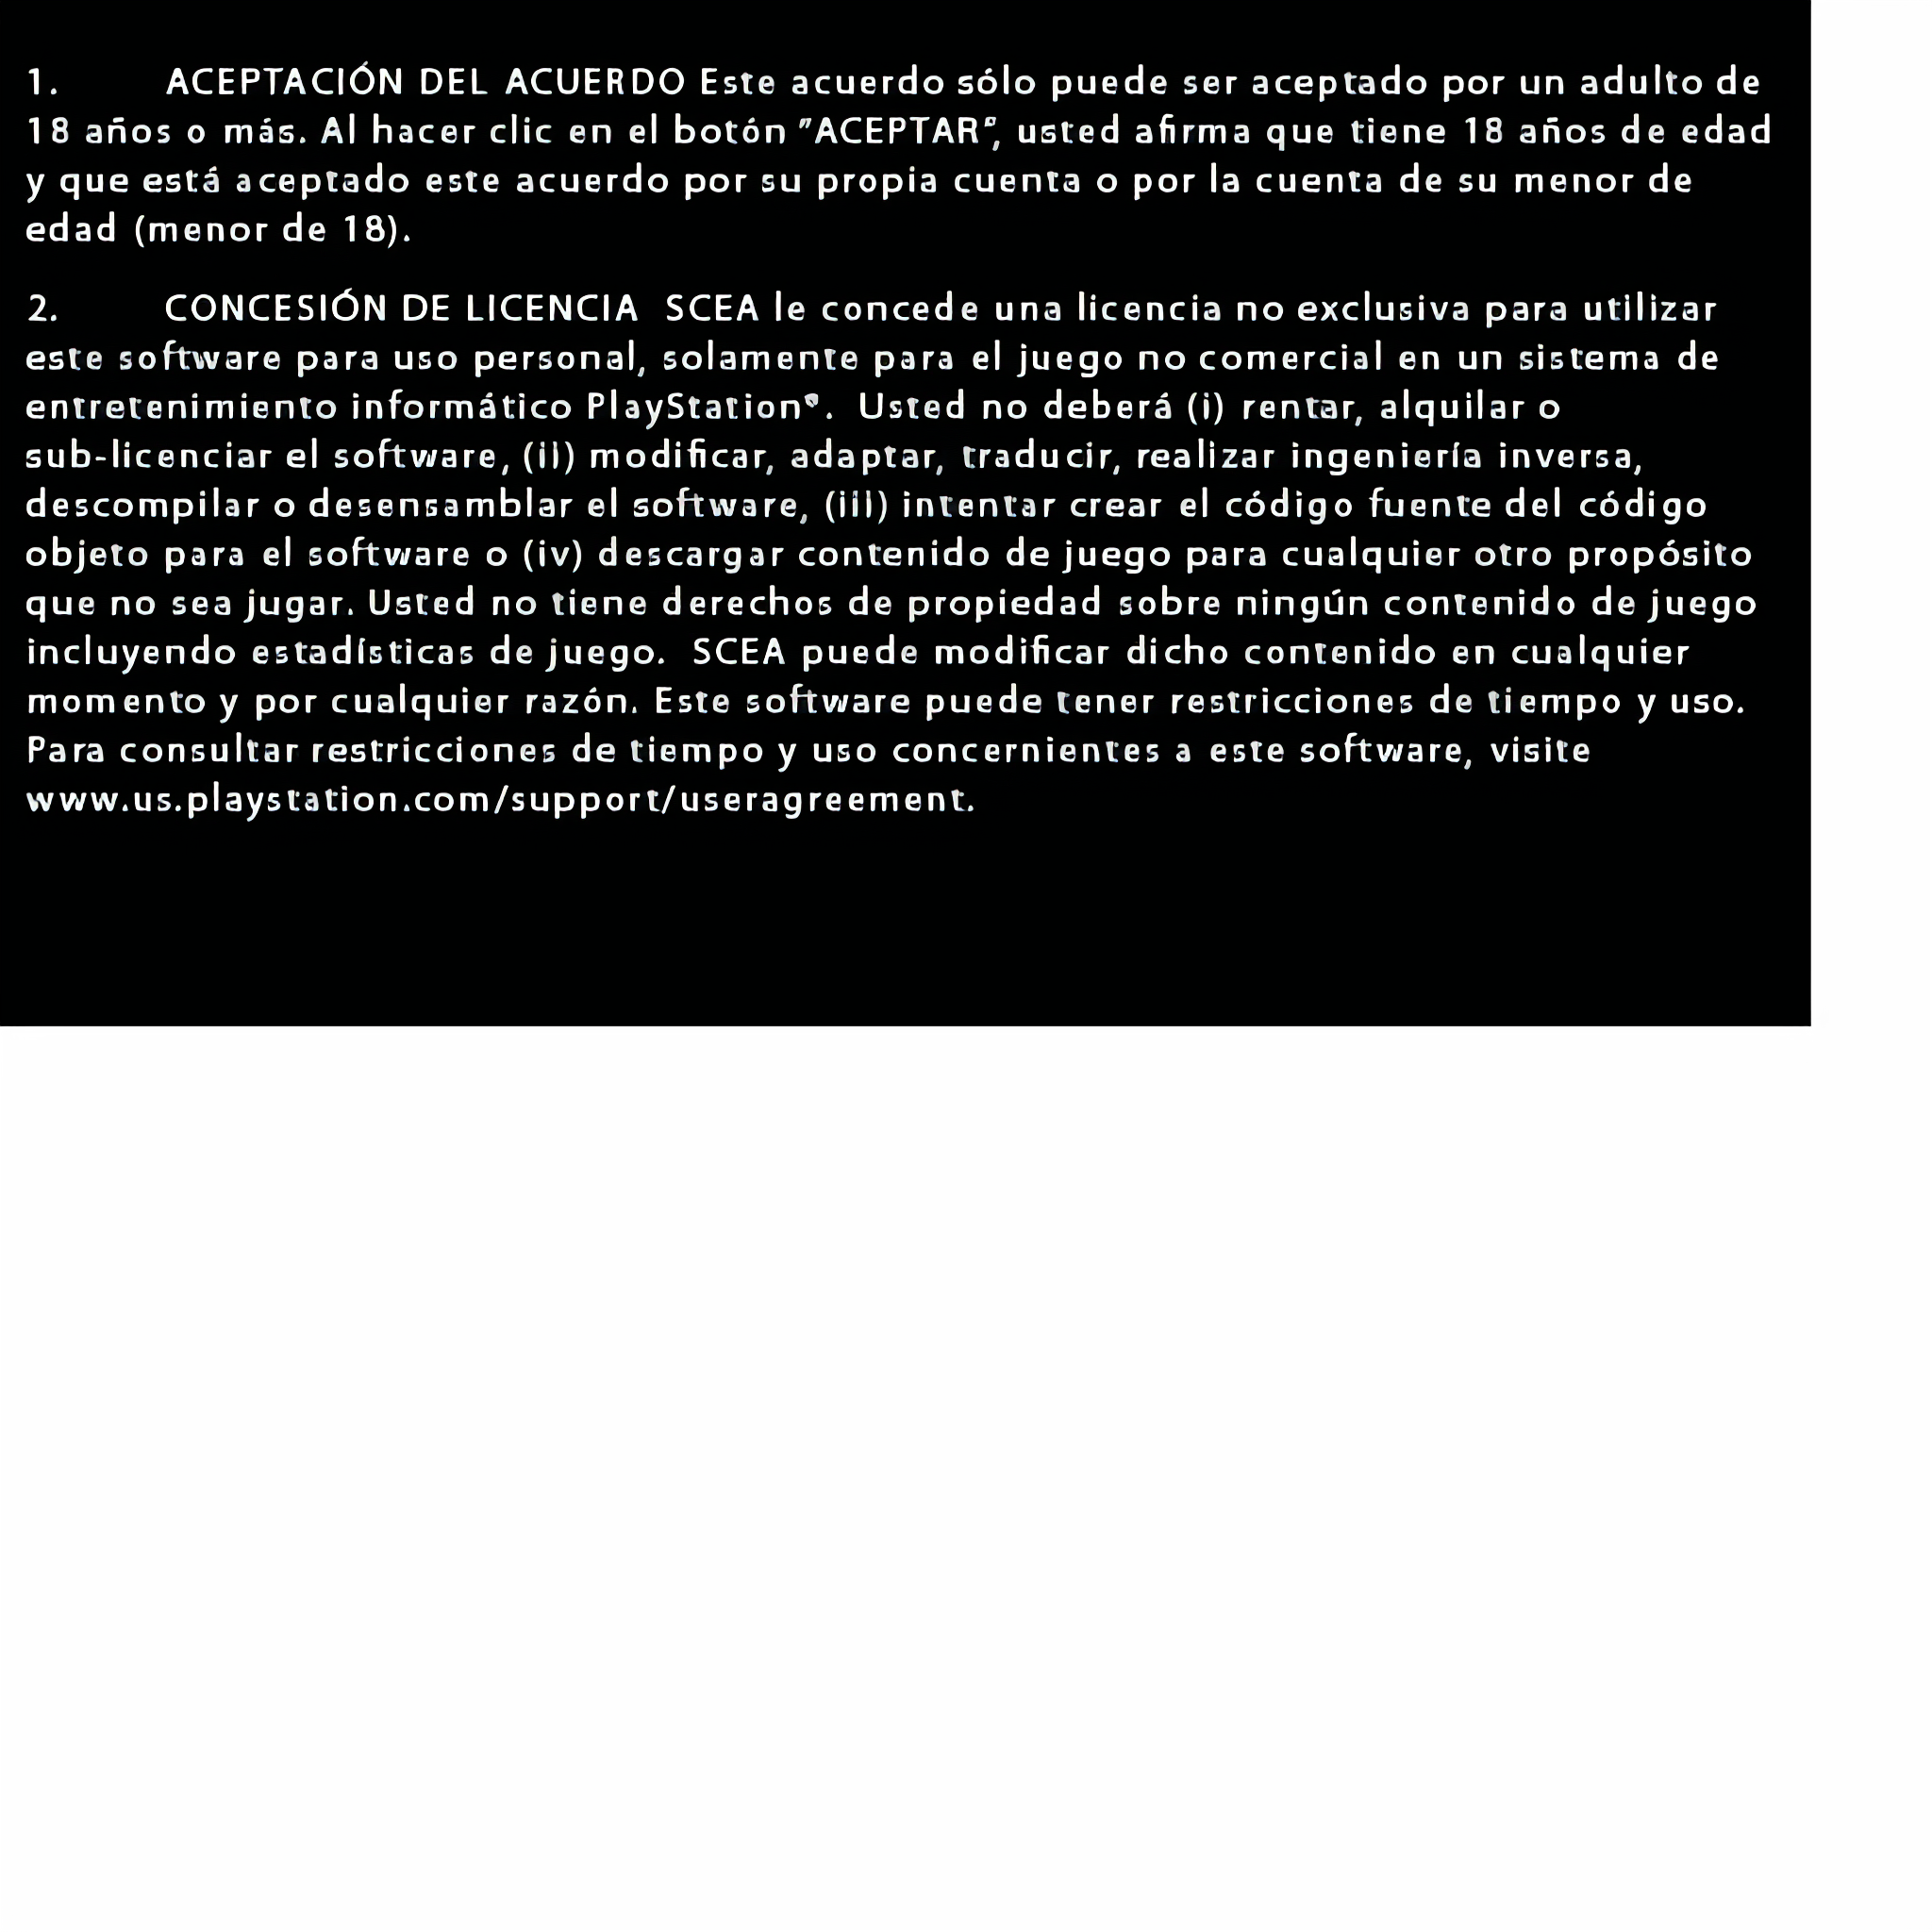 1. ACEPTACIÓN DEL ACUERDO Este acuerdo sólo puede ser aceptado por un adulto de
18 años o más. Al hacer clic en el botón "ACEPTAR", usted afirma que tiene 18 años de edad
y que está aceptado este acuerdo por su propia cuenta o por la cuenta de su menor de
edad (menor de 18).
2. CONCESIÓN DE LICENCIA SCEA le concede una licencia no exclusiva para utilizar
este software para uso personal, solamente para el juego no comercial en un sistema de
entretenimiento informático PlayStation®. Usted no deberá (i) rentar, alquilar o
sub-licenciar el software, (ii) modificar, adaptar, traducir, realizar ingeniería inversa,
descompilar o desensamblar el software, (iii) intentar crear el código fuente del código
objeto para el software o (iv) descargar contenido de juego para cualquier otro propósito
que no sea jugar. Usted no tiene derechos de propiedad sobre ningún contenido de juego
incluyendo estadísticas de juego. SCEA puede modificar dicho contenido en cualquier
momento y por cualquier razón. Este software puede tener restricciones de tiempo y uso.
Para consultar restricciones de tiempo y uso concernientes a este software, visite
www.us.playstation.com/support/useragreement.